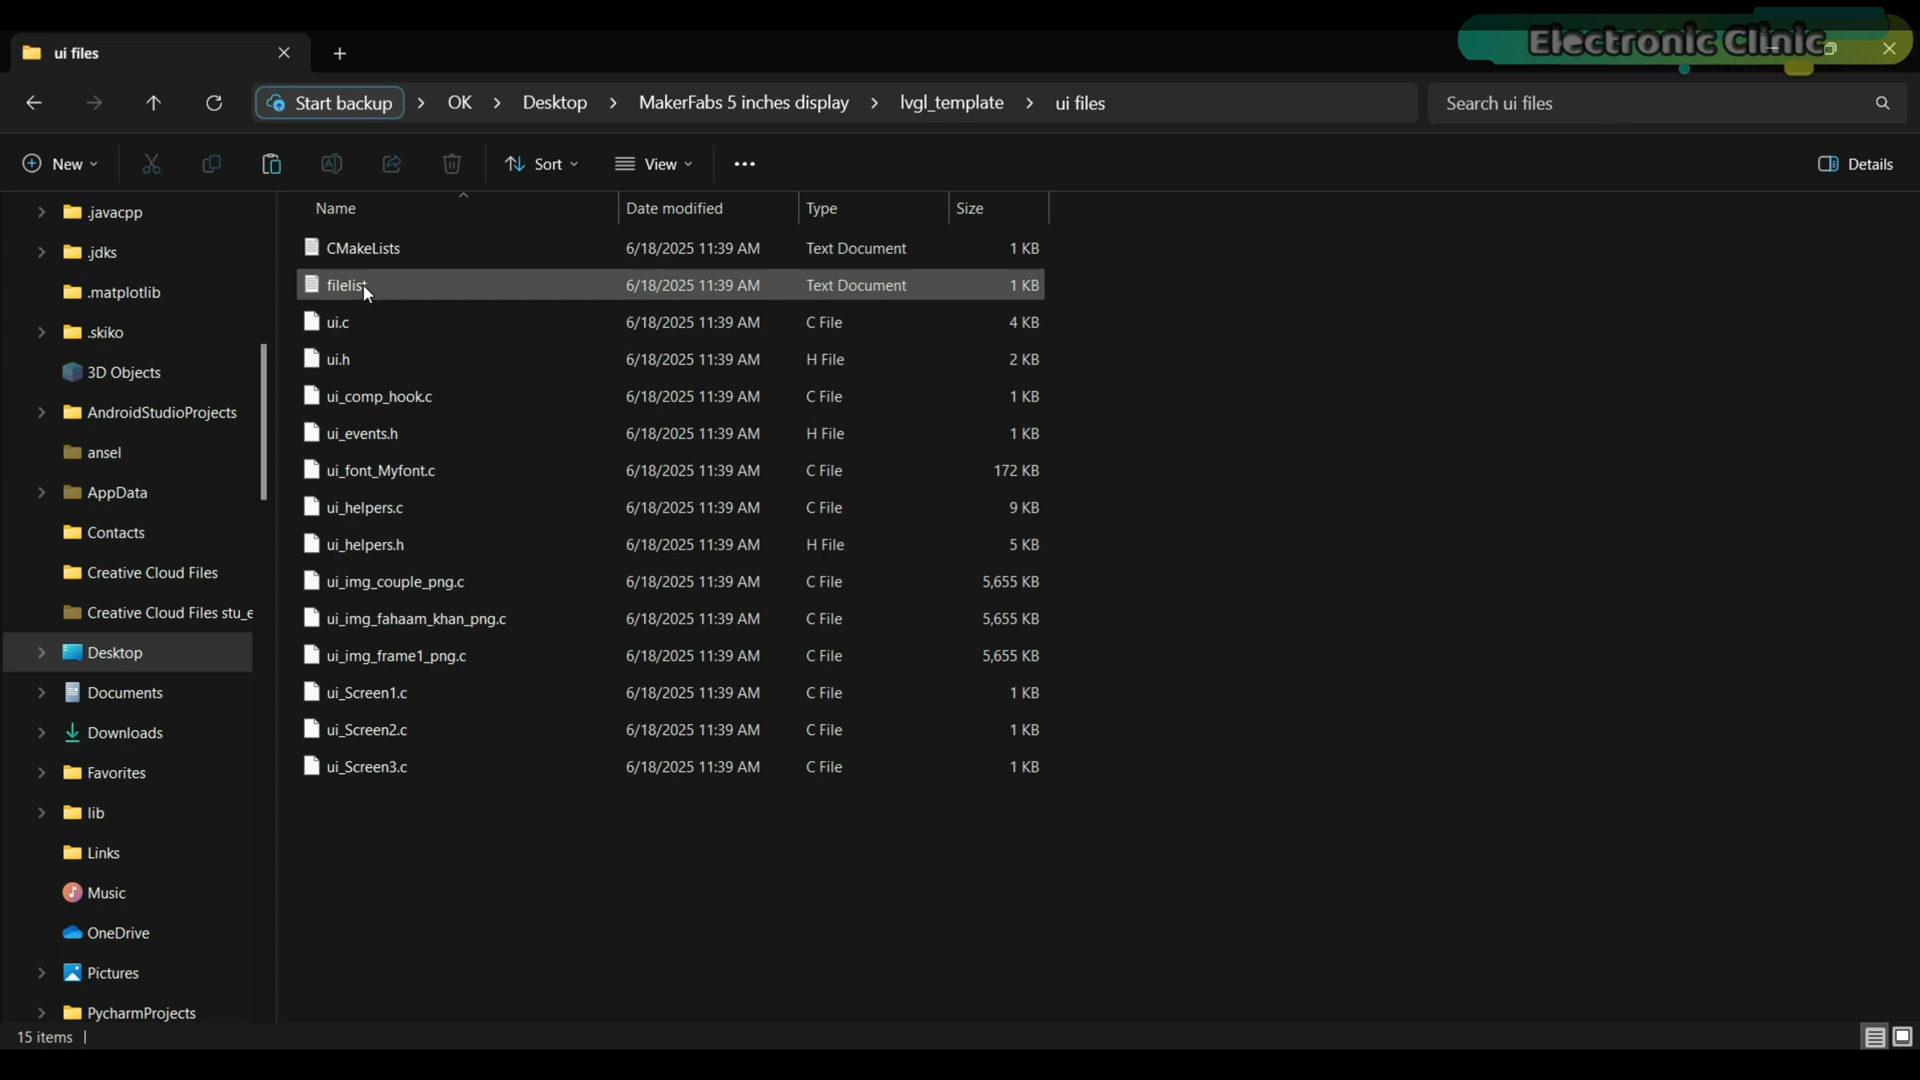 ui files
Electronic Clinic
Start backup > OK > Desktop > MakerFabs 5 inches display > lvgl_template > ui files
Search ui files
New Sort View ••• Details
Name Date modified Type Size
CMakeLists 6/18/2025 11:39 AM Text Document 1 KB
filelist 6/18/2025 11:39 AM Text Document 1 KB
ui.c 6/18/2025 11:39 AM C File 4 KB
ui.h 6/18/2025 11:39 AM H File 2 KB
ui_comp_hook.c 6/18/2025 11:39 AM C File 1 KB
ui_events.h 6/18/2025 11:39 AM H File 1 KB
ui_font_Myfont.c 6/18/2025 11:39 AM C File 172 KB
ui_helpers.c 6/18/2025 11:39 AM C File 9 KB
ui_helpers.h 6/18/2025 11:39 AM H File 5 KB
ui_img_couple_png.c 6/18/2025 11:39 AM C File 5,655 KB
ui_img_fahaam_khan_png.c 6/18/2025 11:39 AM C File 5,655 KB
ui_img_frame1_png.c 6/18/2025 11:39 AM C File 5,655 KB
ui_Screen1.c 6/18/2025 11:39 AM C File 1 KB
ui_Screen2.c 6/18/2025 11:39 AM C File 1 KB
ui_Screen3.c 6/18/2025 11:39 AM C File 1 KB
.javacpp
.jdks
.matplotlib
.skiko
3D Objects
AndroidStudioProjects
ansel
AppData
Contacts
Creative Cloud Files
Creative Cloud Files stu_e
Desktop
Documents
Downloads
Favorites
lib
Links
Music
OneDrive
Pictures
PycharmProjects
15 items